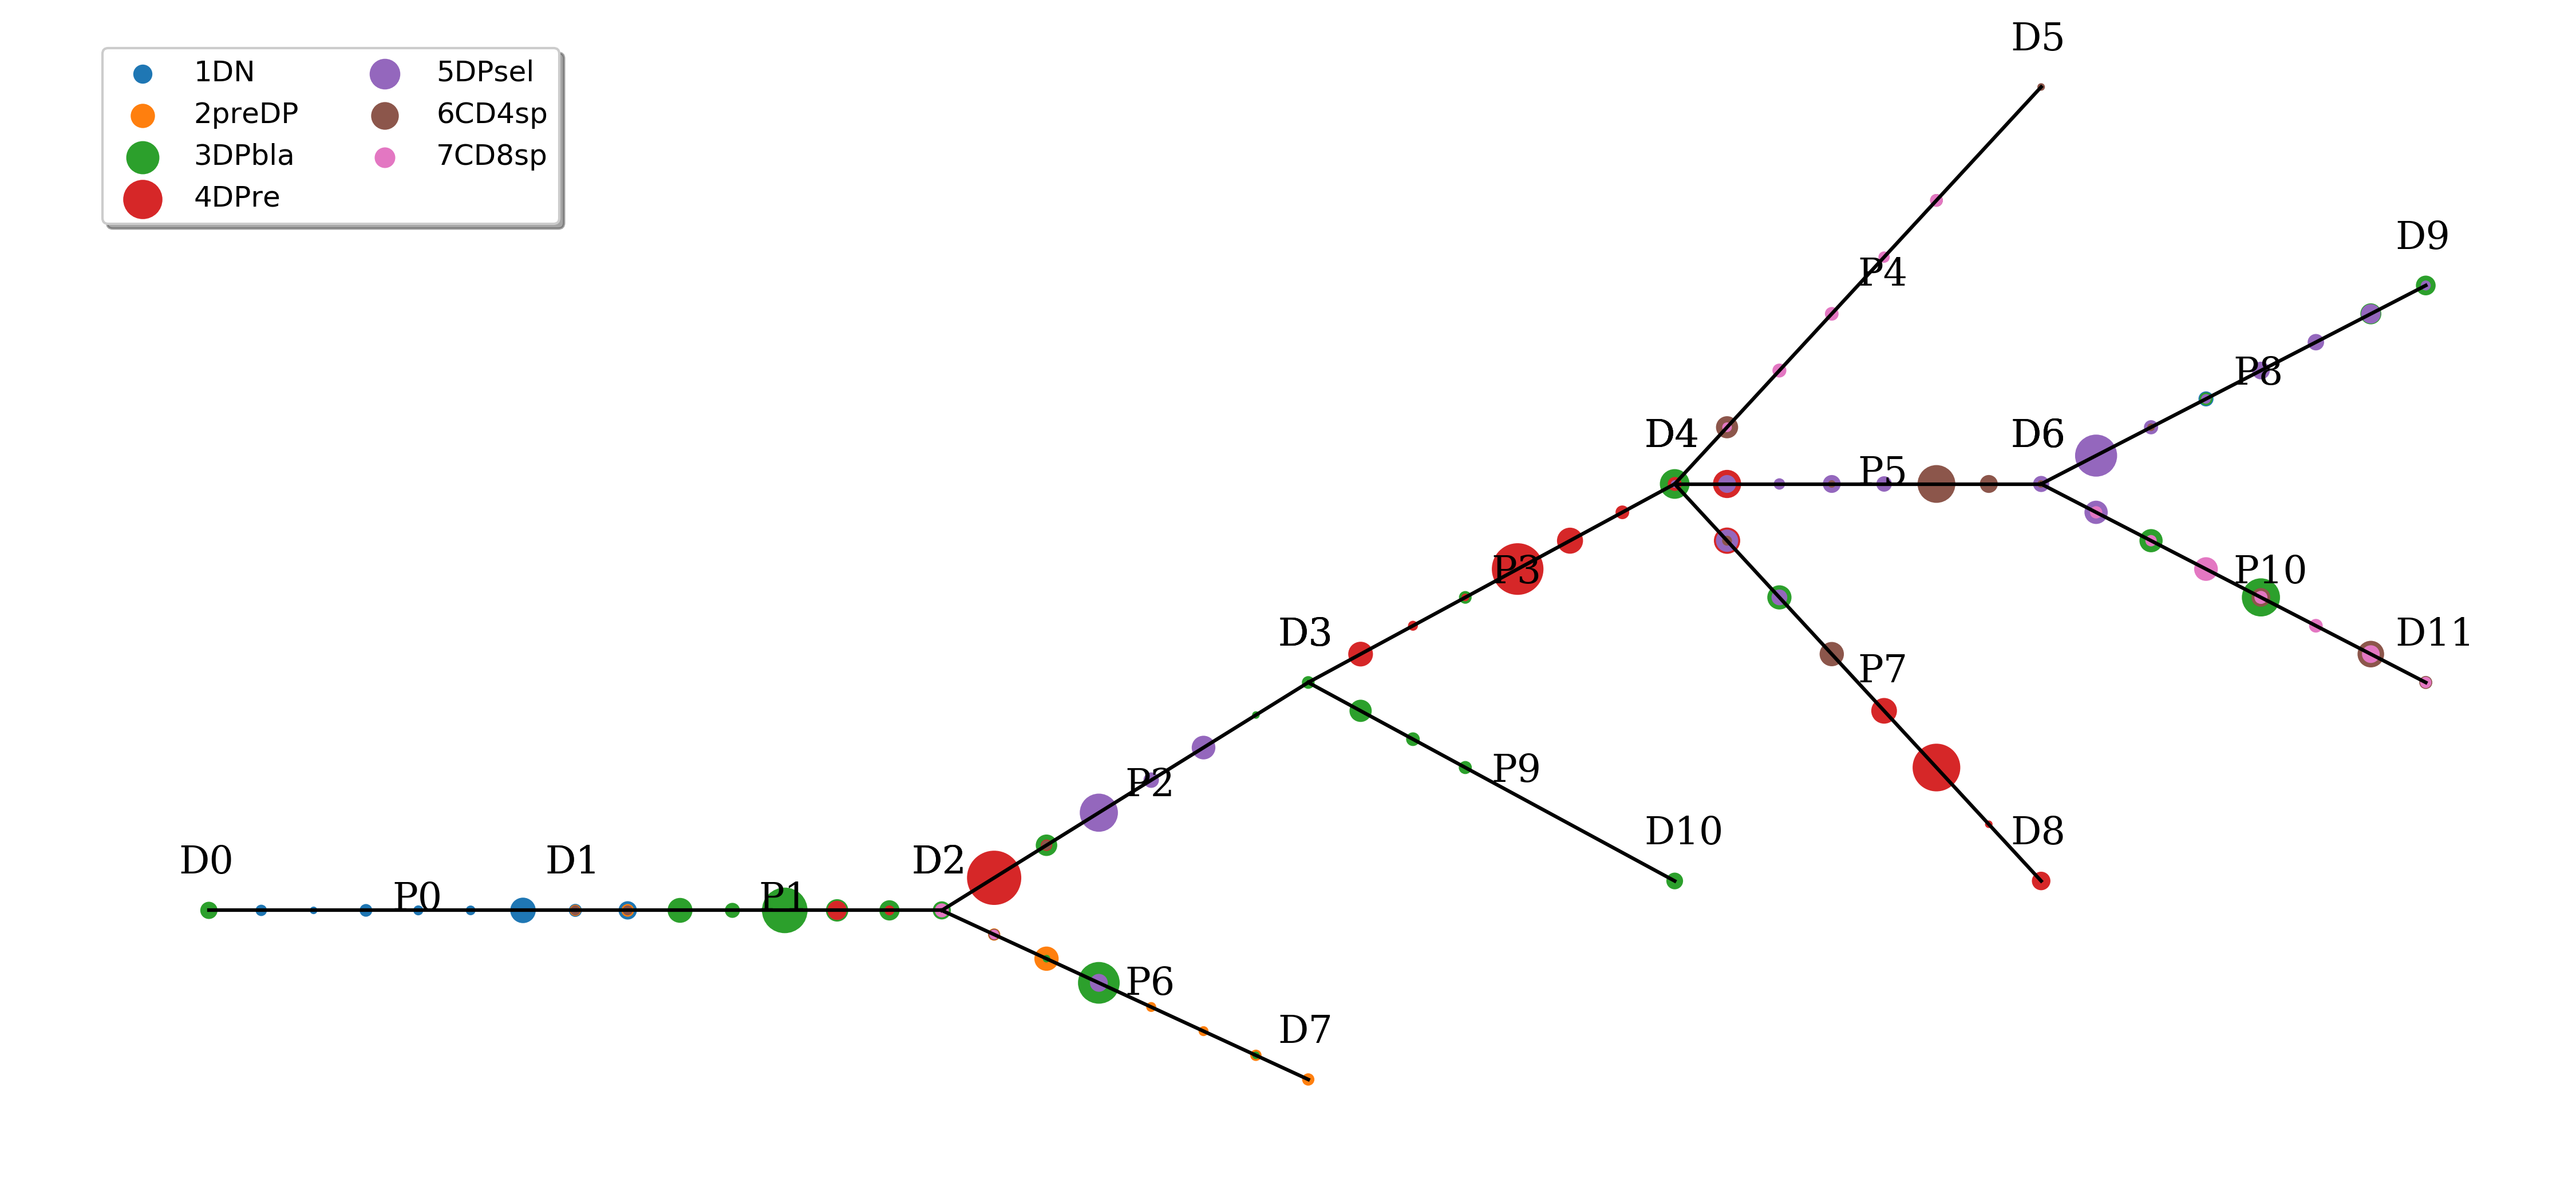 1DN
2preDP
3DPbla
4DPre
5DPsel
6CD4sp
7CD8sp
D5
D9
P4
P8
D4
D6
P5
P3
P10
D3
D11
P7
P2
P9
D10
D8
D0
D1
D2
P0
P1
P6
D7